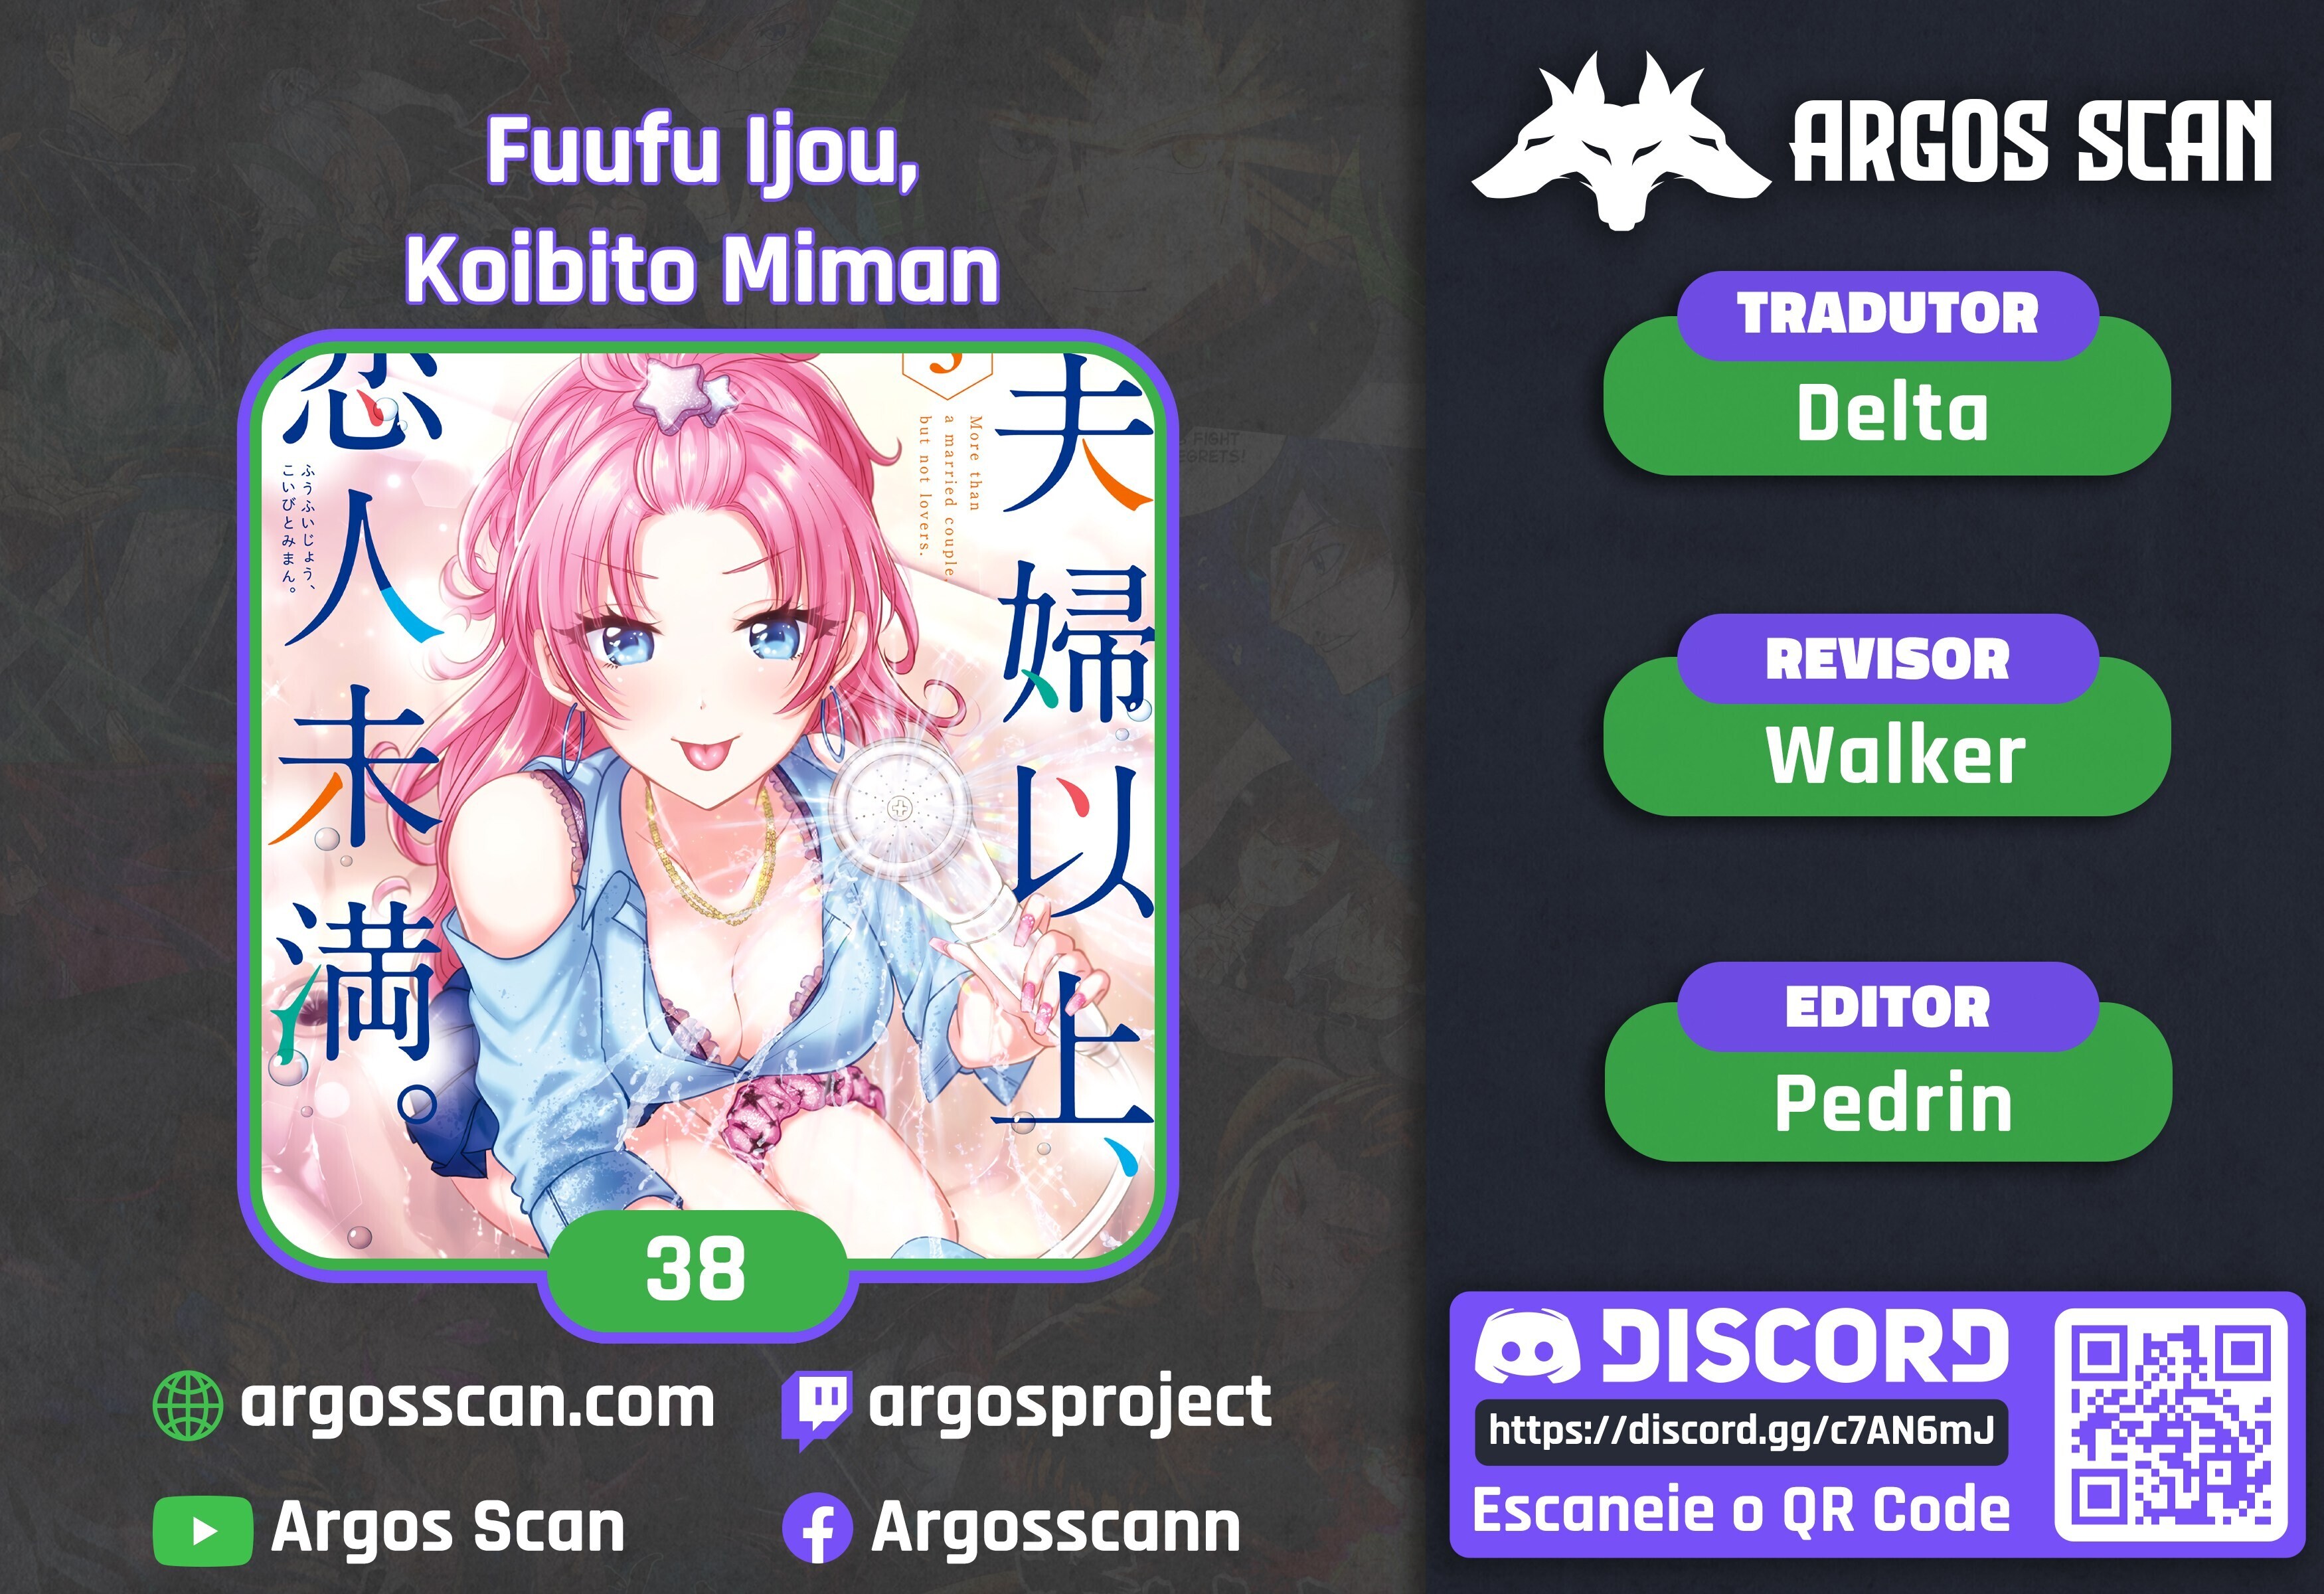 Fuufu Ijou,
Koibito Miman
夫婦以上、
恋人未満。
ふうふいじょう、
こいびとみまん。
More than
a married couple,
but not lovers.
38
argosscan.com
argosproject
Argos Scan
Argosscann
ARGOS SCAN
TRADUTOR
Delta
REVISOR
Walker
EDITOR
Pedrin
DISCORD
https://discord.gg/c7AN6mJ
Escaneie o QR Code